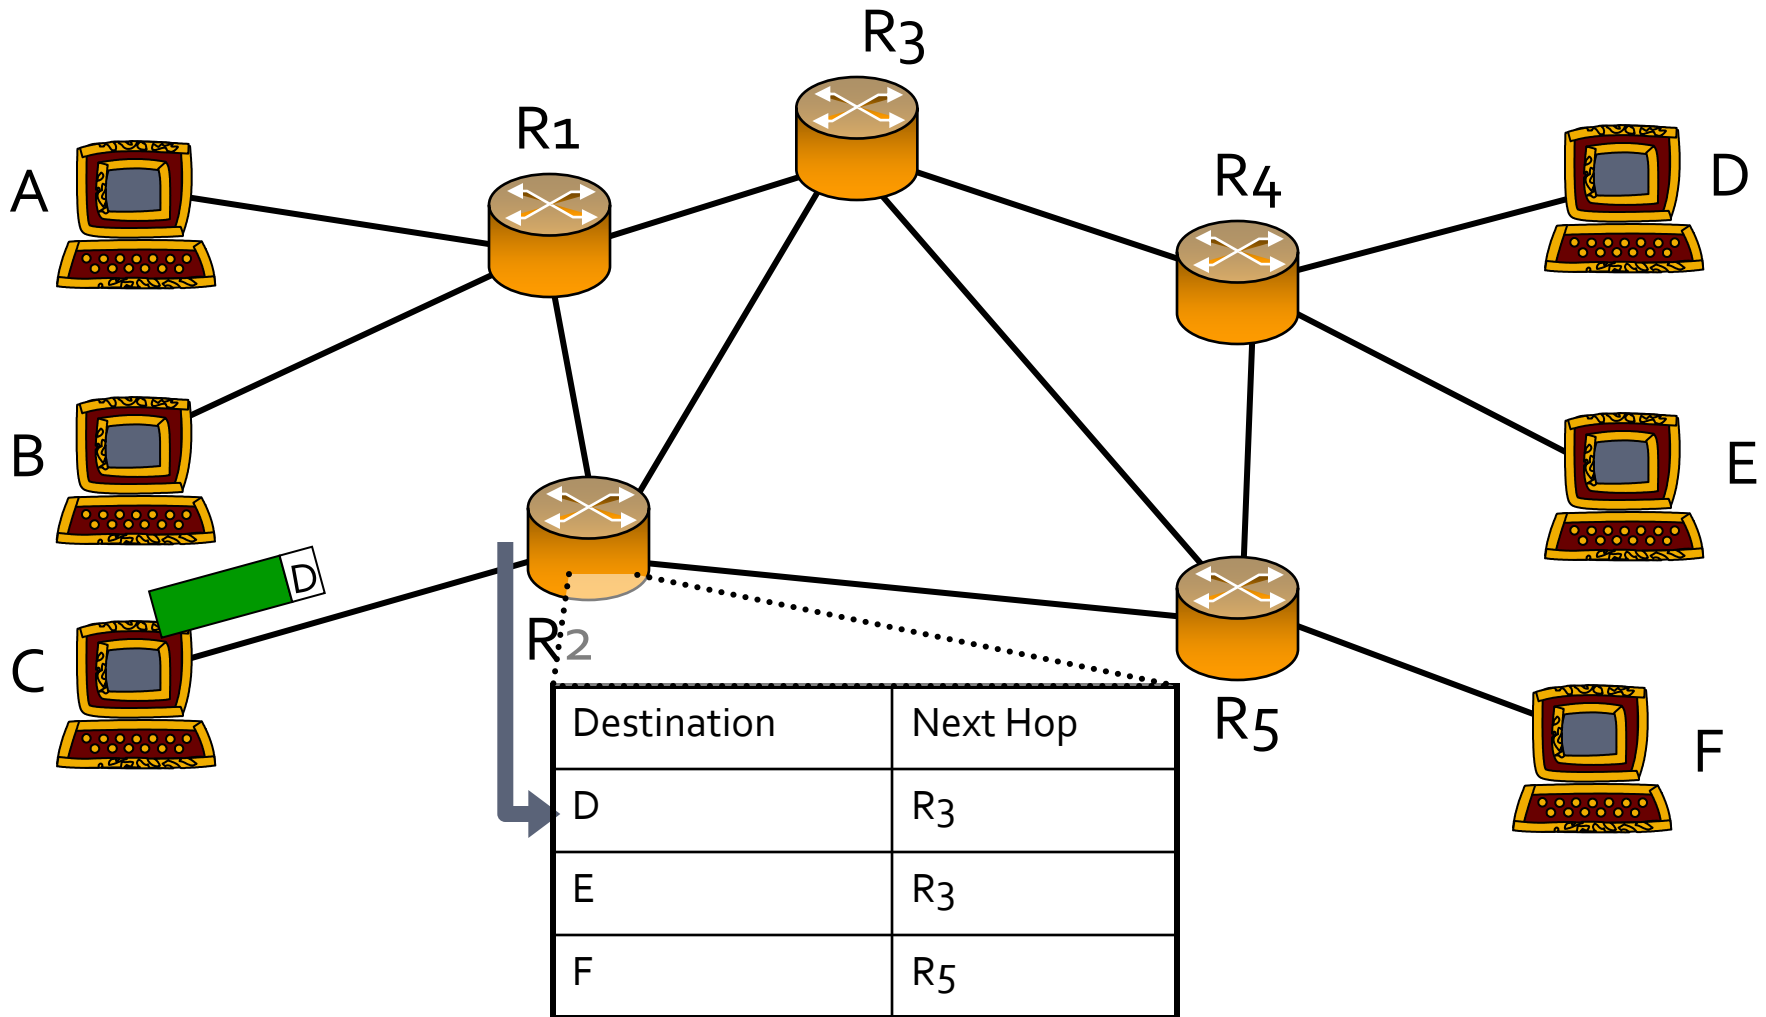 R3
R1
R4
A
D
B
E
D
C
R2
R5
F
Destination Next Hop
D R3
E R3
F R5